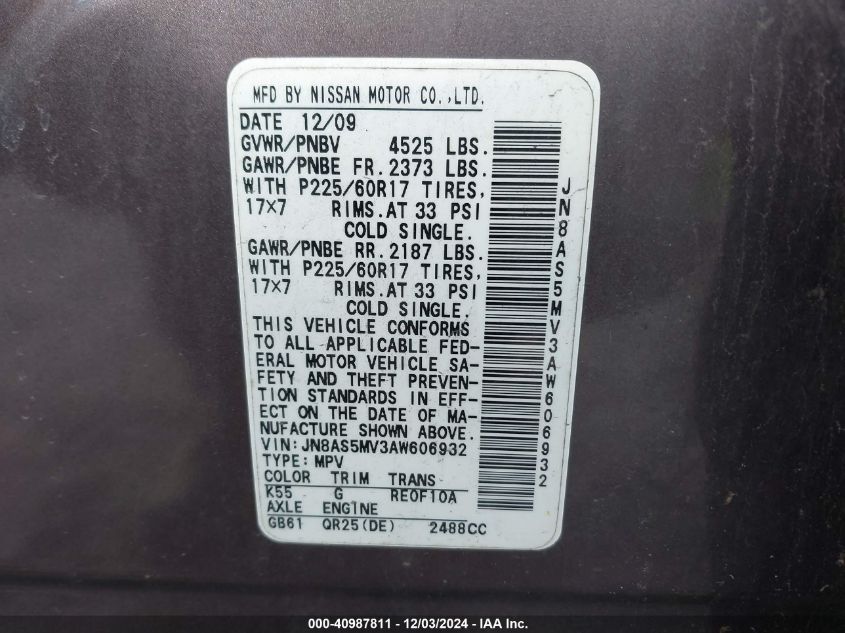 MFD BY NISSAN MOTOR CO.,LTD.
DATE 12/09
GVWR/PNBV 4525 LBS.
GAWR/PNBE FR. 2373 LBS.
WITH P225/60R17 TIRES,
17×7 RIMS.AT 33 PSI
COLD SINGLE.
GAWR/PNBE RR. 2187 LBS.
WITH P225/60R17 TIRES,
17×7 RIMS.AT 33 PSI
COLD SINGLE.
THIS VEHICLE CONFORMS
TO ALL APPLICABLE FED-
ERAL MOTOR VEHICLE SA-
FETY AND THEFT PREVEN-
TION STANDARDS IN EFF-
ECT ON THE DATE OF MA-
NUFACTURE SHOWN ABOVE.
VIN: JN8AS5MV3AW606932
TYPE: MPV
COLOR TRIM TRANS
K55 G RE0F10A
AXLE ENGINE
GB61 QR25(DE) 2488CC
JN8AS5MV3AW606932
000-40987811 - 12/03/2024 - IAA Inc.